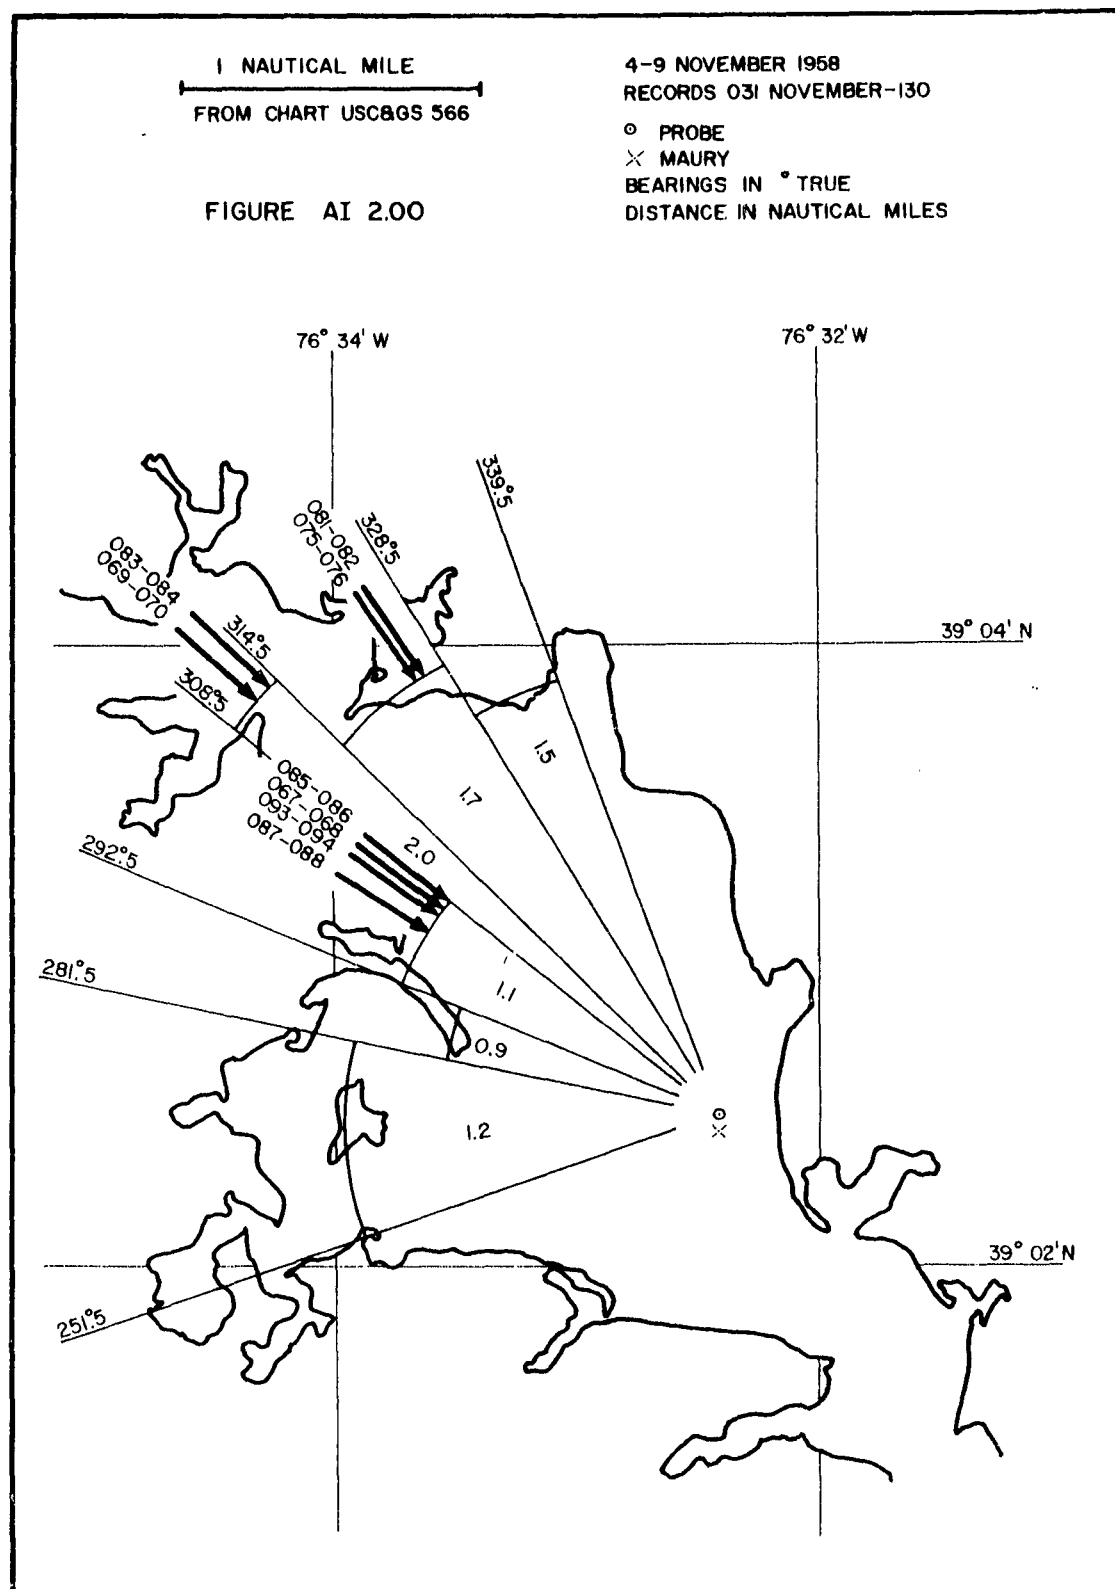 1 NAUTICAL MILE
FROM CHART USC&GS 566
FIGURE AI 2.00
4-9 NOVEMBER 1958
RECORDS 031 NOVEMBER-130
⊙ PROBE
× MAURY
BEARINGS IN ° TRUE
DISTANCE IN NAUTICAL MILES
76° 34' W
76° 32' W
339°.5
328°.5
081-082
075-076
083-084
069-070
314°.5
308°.5
39° 04' N
1.5
1.7
085-086
067-068
093-094
087-088
2.0
292°.5
281°.5
1.1
0.9
1.2
251°.5
39° 02' N